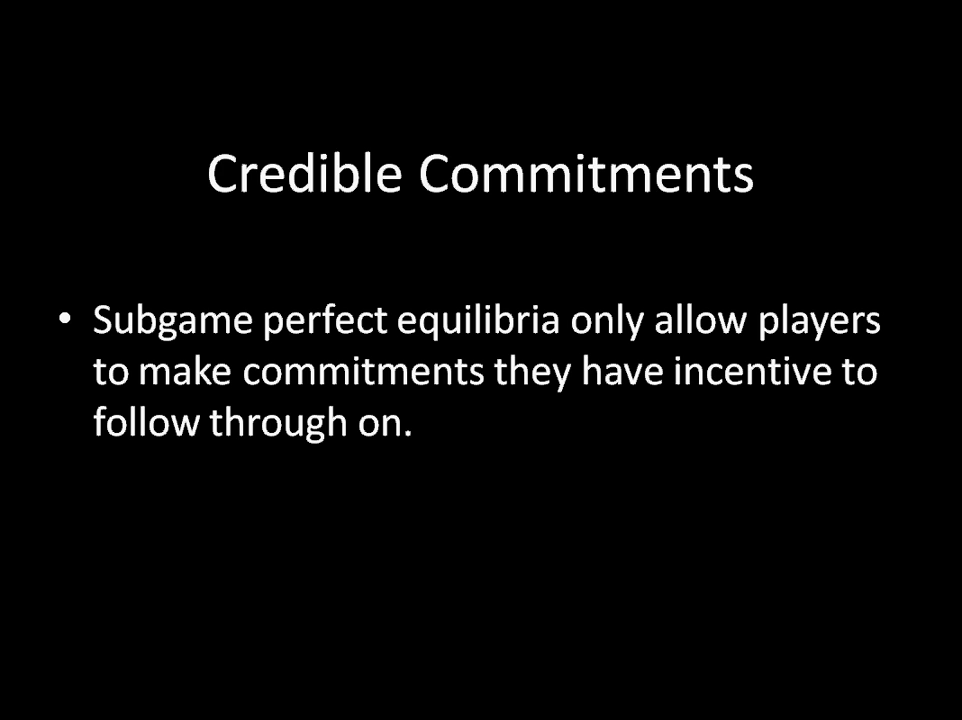 Credible Commitments
• Subgame perfect equilibria only allow players
to make commitments they have incentive to
follow through on.